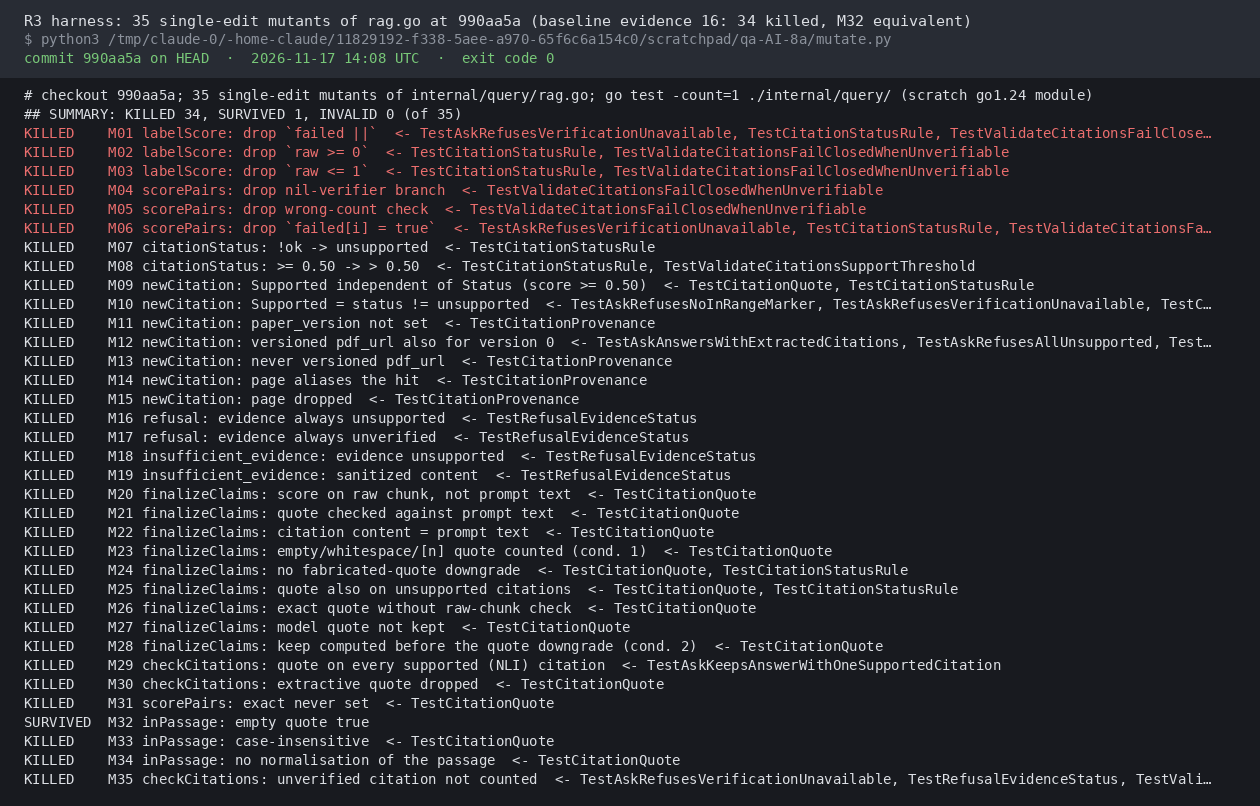 R3 harness: 35 single-edit mutants of rag.go at 990aa5a (baseline evidence 16: 34 killed, M32 equivalent)
$ python3 /tmp/claude-0/-home-claude/11829192-f338-5aee-a970-65f6c6a154c0/scratchpad/qa-AI-8a/mutate.py
commit 990aa5a on HEAD · 2026-11-17 14:08 UTC · exit code 0
# checkout 990aa5a; 35 single-edit mutants of internal/query/rag.go; go test -count=1 ./internal/query/ (scratch go1.24 module)
## SUMMARY: KILLED 34, SURVIVED 1, INVALID 0 (of 35)
KILLED    M01 labelScore: drop `failed ||`  <- TestAskRefusesVerificationUnavailable, TestCitationStatusRule, TestValidateCitationsFailClose…
KILLED    M02 labelScore: drop `raw >= 0`  <- TestCitationStatusRule, TestValidateCitationsFailClosedWhenUnverifiable
KILLED    M03 labelScore: drop `raw <= 1`  <- TestCitationStatusRule, TestValidateCitationsFailClosedWhenUnverifiable
KILLED    M04 scorePairs: drop nil-verifier branch  <- TestValidateCitationsFailClosedWhenUnverifiable
KILLED    M05 scorePairs: drop wrong-count check  <- TestValidateCitationsFailClosedWhenUnverifiable
KILLED    M06 scorePairs: drop `failed[i] = true`  <- TestAskRefusesVerificationUnavailable, TestCitationStatusRule, TestValidateCitationsFa…
KILLED    M07 citationStatus: !ok -> unsupported  <- TestCitationStatusRule
KILLED    M08 citationStatus: >= 0.50 -> > 0.50  <- TestCitationStatusRule, TestValidateCitationsSupportThreshold
KILLED    M09 newCitation: Supported independent of Status (score >= 0.50)  <- TestCitationQuote, TestCitationStatusRule
KILLED    M10 newCitation: Supported = status != unsupported  <- TestAskRefusesNoInRangeMarker, TestAskRefusesVerificationUnavailable, TestC…
KILLED    M11 newCitation: paper_version not set  <- TestCitationProvenance
KILLED    M12 newCitation: versioned pdf_url also for version 0  <- TestAskAnswersWithExtractedCitations, TestAskRefusesAllUnsupported, Test…
KILLED    M13 newCitation: never versioned pdf_url  <- TestCitationProvenance
KILLED    M14 newCitation: page aliases the hit  <- TestCitationProvenance
KILLED    M15 newCitation: page dropped  <- TestCitationProvenance
KILLED    M16 refusal: evidence always unsupported  <- TestRefusalEvidenceStatus
KILLED    M17 refusal: evidence always unverified  <- TestRefusalEvidenceStatus
KILLED    M18 insufficient_evidence: evidence unsupported  <- TestRefusalEvidenceStatus
KILLED    M19 insufficient_evidence: sanitized content  <- TestRefusalEvidenceStatus
KILLED    M20 finalizeClaims: score on raw chunk, not prompt text  <- TestCitationQuote
KILLED    M21 finalizeClaims: quote checked against prompt text  <- TestCitationQuote
KILLED    M22 finalizeClaims: citation content = prompt text  <- TestCitationQuote
KILLED    M23 finalizeClaims: empty/whitespace/[n] quote counted (cond. 1)  <- TestCitationQuote
KILLED    M24 finalizeClaims: no fabricated-quote downgrade  <- TestCitationQuote, TestCitationStatusRule
KILLED    M25 finalizeClaims: quote also on unsupported citations  <- TestCitationQuote, TestCitationStatusRule
KILLED    M26 finalizeClaims: exact quote without raw-chunk check  <- TestCitationQuote
KILLED    M27 finalizeClaims: model quote not kept  <- TestCitationQuote
KILLED    M28 finalizeClaims: keep computed before the quote downgrade (cond. 2)  <- TestCitationQuote
KILLED    M29 checkCitations: quote on every supported (NLI) citation  <- TestAskKeepsAnswerWithOneSupportedCitation
KILLED    M30 checkCitations: extractive quote dropped  <- TestCitationQuote
KILLED    M31 scorePairs: exact never set  <- TestCitationQuote
SURVIVED  M32 inPassage: empty quote true
KILLED    M33 inPassage: case-insensitive  <- TestCitationQuote
KILLED    M34 inPassage: no normalisation of the passage  <- TestCitationQuote
KILLED    M35 checkCitations: unverified citation not counted  <- TestAskRefusesVerificationUnavailable, TestRefusalEvidenceStatus, TestVali…